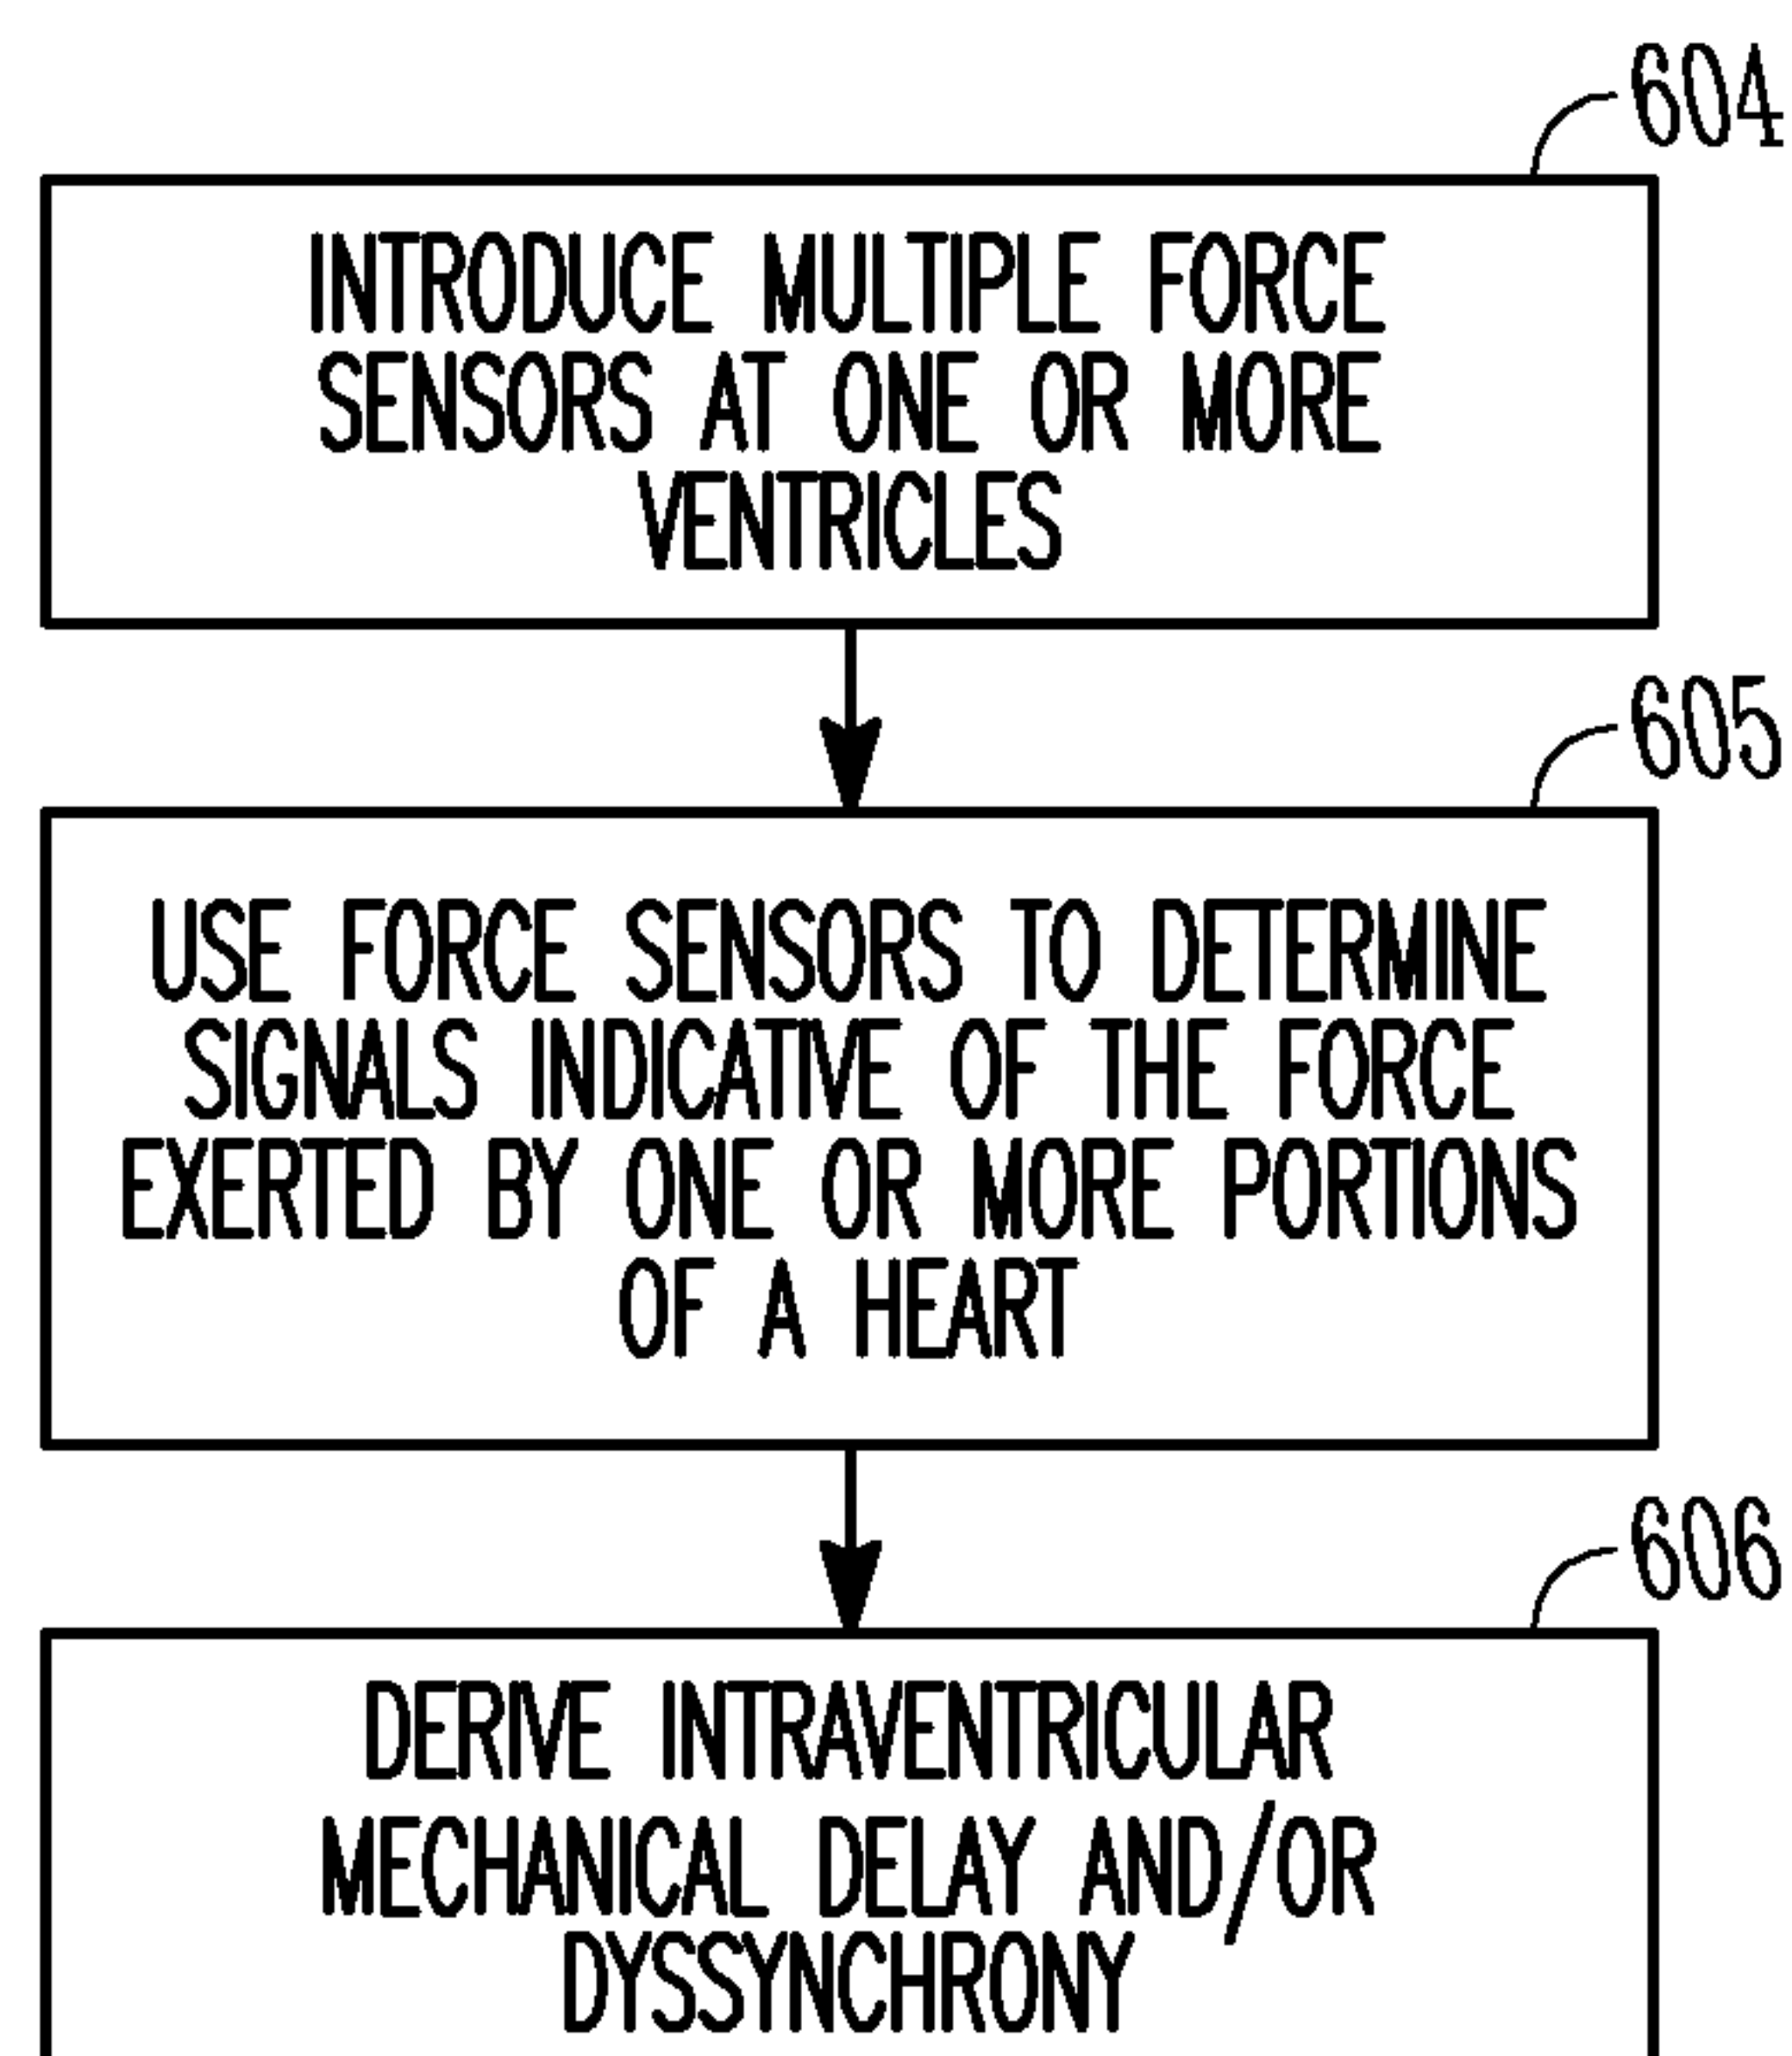 604
INTRODUCE MULTIPLE FORCE
SENSORS AT ONE OR MORE
VENTRICLES
605
USE FORCE SENSORS TO DETERMINE
SIGNALS INDICATIVE OF THE FORCE
EXERTED BY ONE OR MORE PORTIONS
OF A HEART
606
DERIVE INTRAVENTRICULAR
MECHANICAL DELAY AND/OR
DYSSYNCHRONY